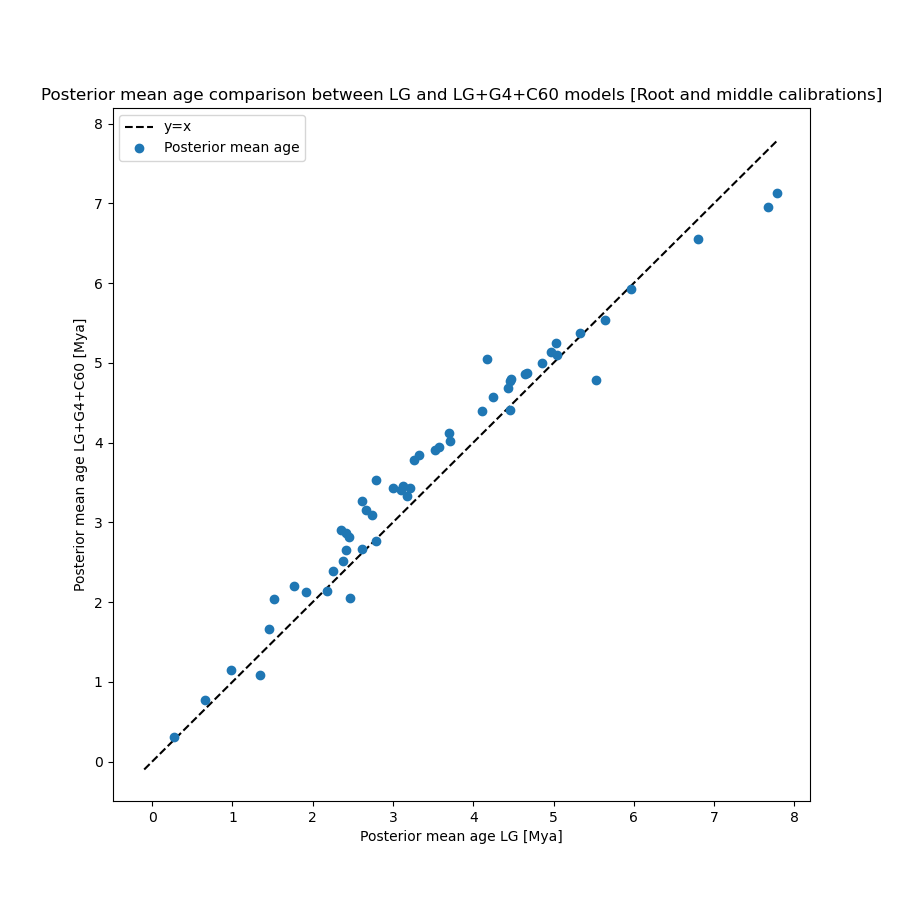 Posterior mean age comparison between LG and LG+G4+C60 models [Root and middle calibrations]
y=x
Posterior mean age
Posterior mean age LG+G4+C60 [Mya]
8
7
6
5
4
3
2
1
0
0 1 2 3 4 5 6 7 8
Posterior mean age LG [Mya]